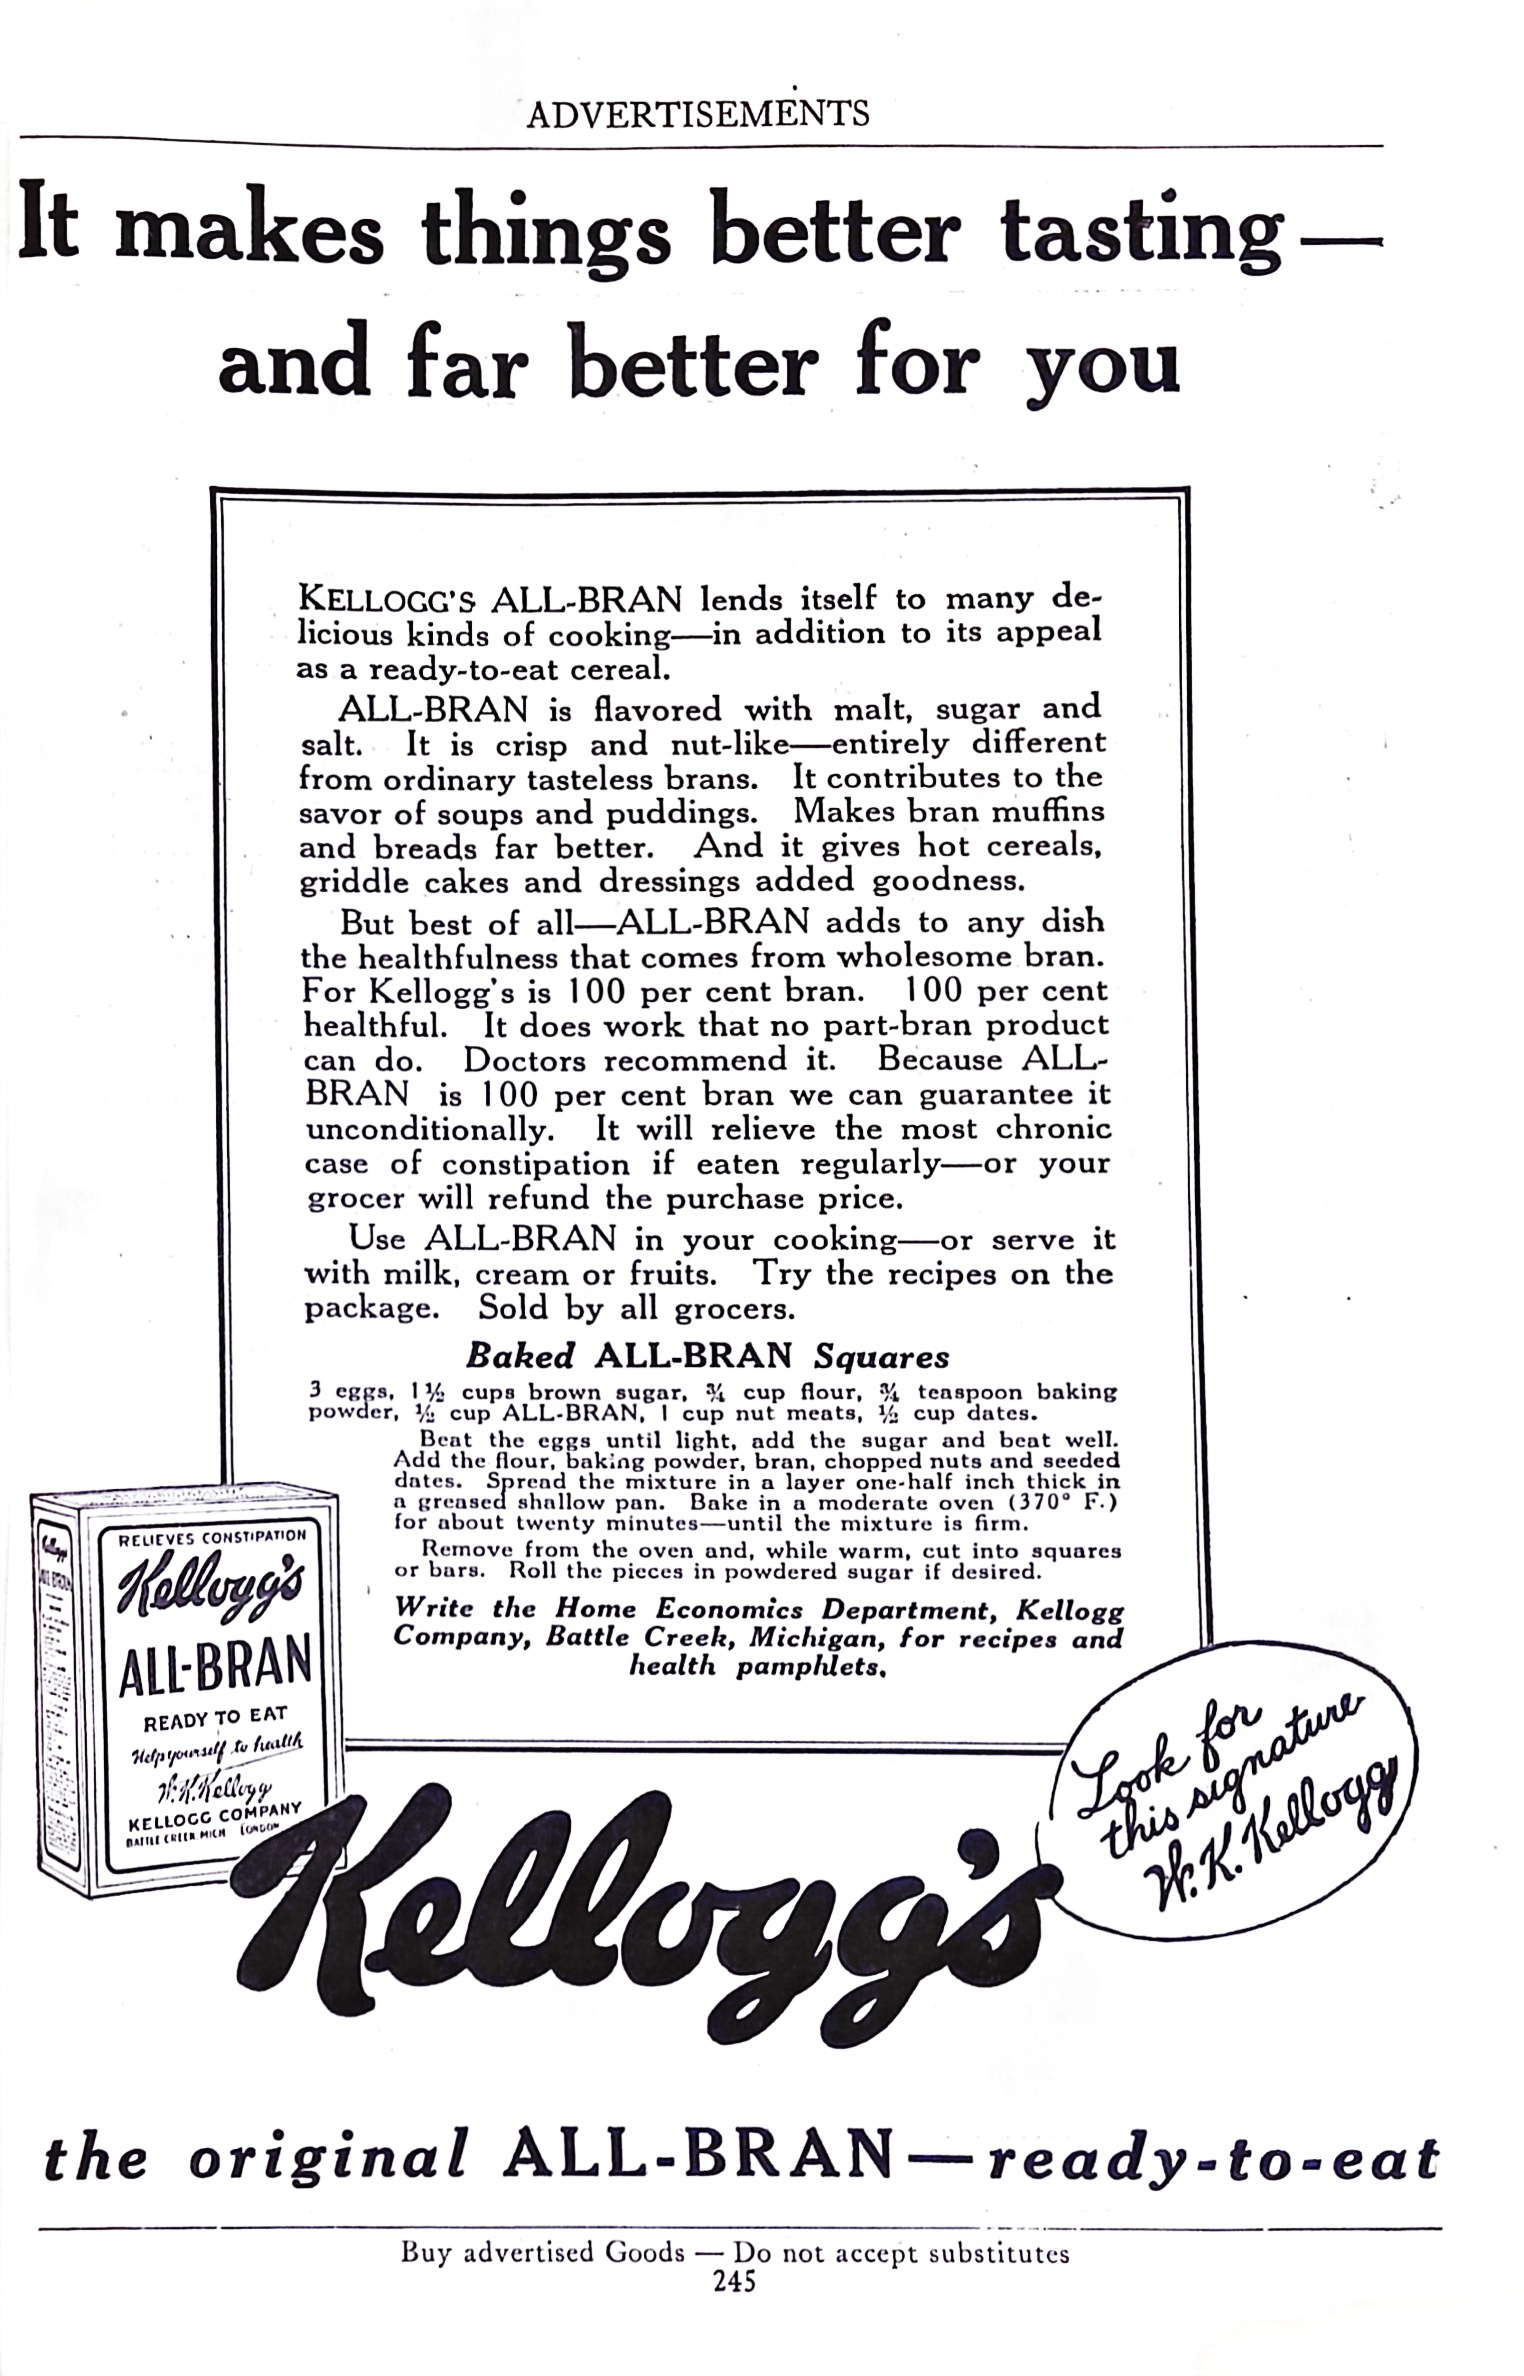 ADVERTISEMENTS
It makes things better tasting—
and far better for you
KELLOGG'S ALL-BRAN lends itself to many de-
licious kinds of cooking—in addition to its appeal
as a ready-to-eat cereal.
ALL-BRAN is flavored with malt, sugar and
salt. It is crisp and nut-like—entirely different
from ordinary tasteless brans. It contributes to the
savor of soups and puddings. Makes bran muffins
and breads far better. And it gives hot cereals,
griddle cakes and dressings added goodness.
But best of all—ALL-BRAN adds to any dish
the healthfulness that comes from wholesome bran.
For Kellogg's is 100 per cent bran. 100 per cent
healthful. It does work that no part-bran product
can do. Doctors recommend it. Because ALL-
BRAN is 100 per cent bran we can guarantee it
unconditionally. It will relieve the most chronic
case of constipation if eaten regularly—or your
grocer will refund the purchase price.
Use ALL-BRAN in your cooking—or serve it
with milk, cream or fruits. Try the recipes on the
package. Sold by all grocers.
Baked ALL-BRAN Squares
3 eggs, 1½ cups brown sugar, ¾ cup flour, ¾ teaspoon baking
powder, ½ cup ALL-BRAN, 1 cup nut meats, ½ cup dates.
Beat the eggs until light, add the sugar and beat well.
Add the flour, baking powder, bran, chopped nuts and seeded
dates. Spread the mixture in a layer one-half inch thick in
a greased shallow pan. Bake in a moderate oven (370° F.)
for about twenty minutes—until the mixture is firm.
Remove from the oven and, while warm, cut into squares
or bars. Roll the pieces in powdered sugar if desired.
Write the Home Economics Department, Kellogg
Company, Battle Creek, Michigan, for recipes and
health pamphlets.
Kellogg's
ALL-BRAN
RELIEVES CONSTIPATION
Kellogg's
ALL-BRAN
READY TO EAT
Help yourself to health
W.K.Kellogg
KELLOGG COMPANY
BATTLE CREEK, MICH LONDON
Look for
this signature
W. K. Kellogg
Kellogg's
the original ALL-BRAN—ready-to-eat
Buy advertised Goods — Do not accept substitutes
245